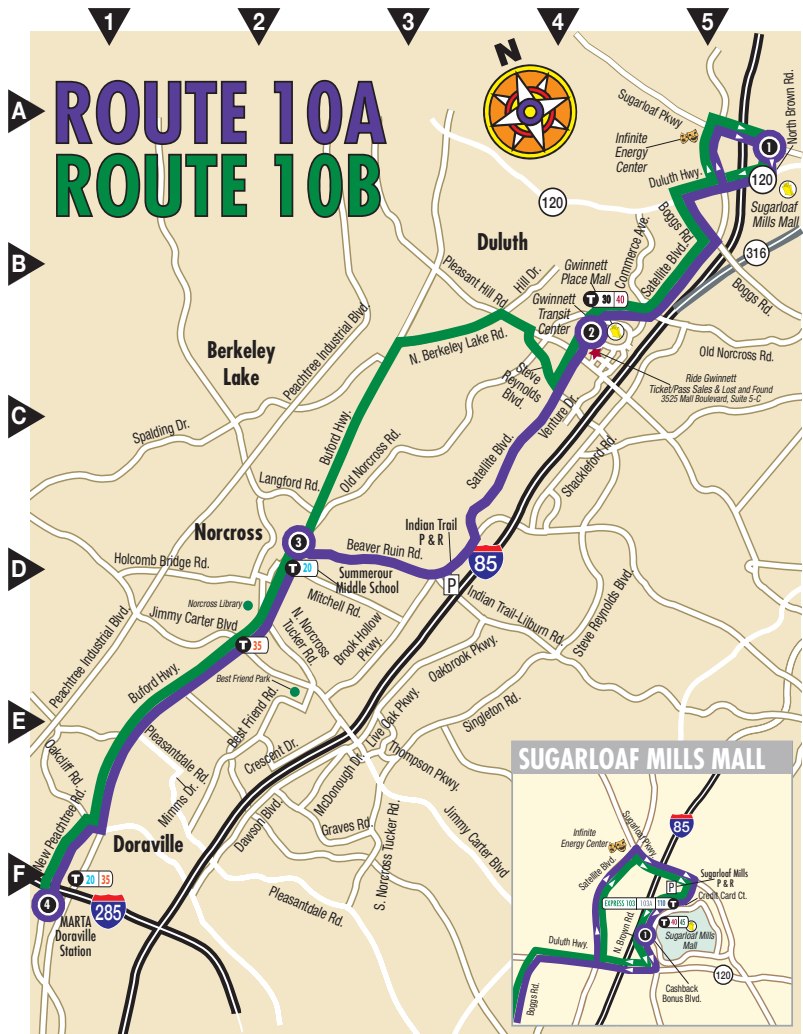 1
2
3
4
5
A
B
C
D
E
F
ROUTE 10A
ROUTE 10B
N
Sugarloaf Pkwy
North Brown Rd.
Infinite
Energy
Center
1
Duluth Hwy.
120
Sugarloaf
Mills Mall
120
Boggs Rd.
Commerce Ave.
Satellite Blvd.
316
Boggs Rd.
Duluth
Hill Dr.
Pleasant Hill Rd.
Gwinnett
Place Mall
T 30 40
Gwinnett
Transit
Center
2
Peachtree Industrial Blvd.
N. Berkeley Lake Rd.
Old Norcross Rd.
Berkeley
Lake
Steve
Reynolds
Blvd.
Ride Gwinnett
Ticket/Pass Sales & Lost and Found
3525 Mall Boulevard, Suite 5-C
Venture Dr.
Buford Hwy.
Spalding Dr.
Old Norcross Rd.
Satellite Blvd.
Shackleford Rd.
Langford Rd.
Norcross
3
Indian Trail
P & R
Beaver Ruin Rd.
85
Holcomb Bridge Rd.
T 20
Summerour
Middle School
P
Norcross Library
Mitchell Rd.
Indian Trail-Lilburn Rd.
Steve Reynolds Blvd.
Peachtree Industrial Blvd.
Jimmy Carter Blvd
N. Norcross
Tucker Rd.
Brook Hollow
Pkwy.
T 35
Oakbrook Pkwy.
Buford Hwy.
Best Friend Park
Best Friend Rd.
Live Oak Pkwy.
Singleton Rd.
Oakcliff Rd.
Pleasantdale Rd.
Crescent Dr.
McDonough Dr.
Thompson Pkwy.
Mimms Dr.
Dawson Blvd.
Graves Rd.
S. Norcross Tucker Rd.
Jimmy Carter Blvd
New Peachtree Rd.
Doraville
T 20 35
4
285
Pleasantdale Rd.
MARTA
Doraville
Station
SUGARLOAF MILLS MALL
85
Infinite
Energy Center
Sugarloaf Pkwy
Satellite Blvd.
Sugarloaf Mills
P & R
P
EXPRESS 103 103A 110 T
Credit Card Ct.
N. Brown Rd.
T 40 45
1
Sugarloaf Mills
Mall
Duluth Hwy.
120
Boggs Rd.
Cashback
Bonus Blvd.